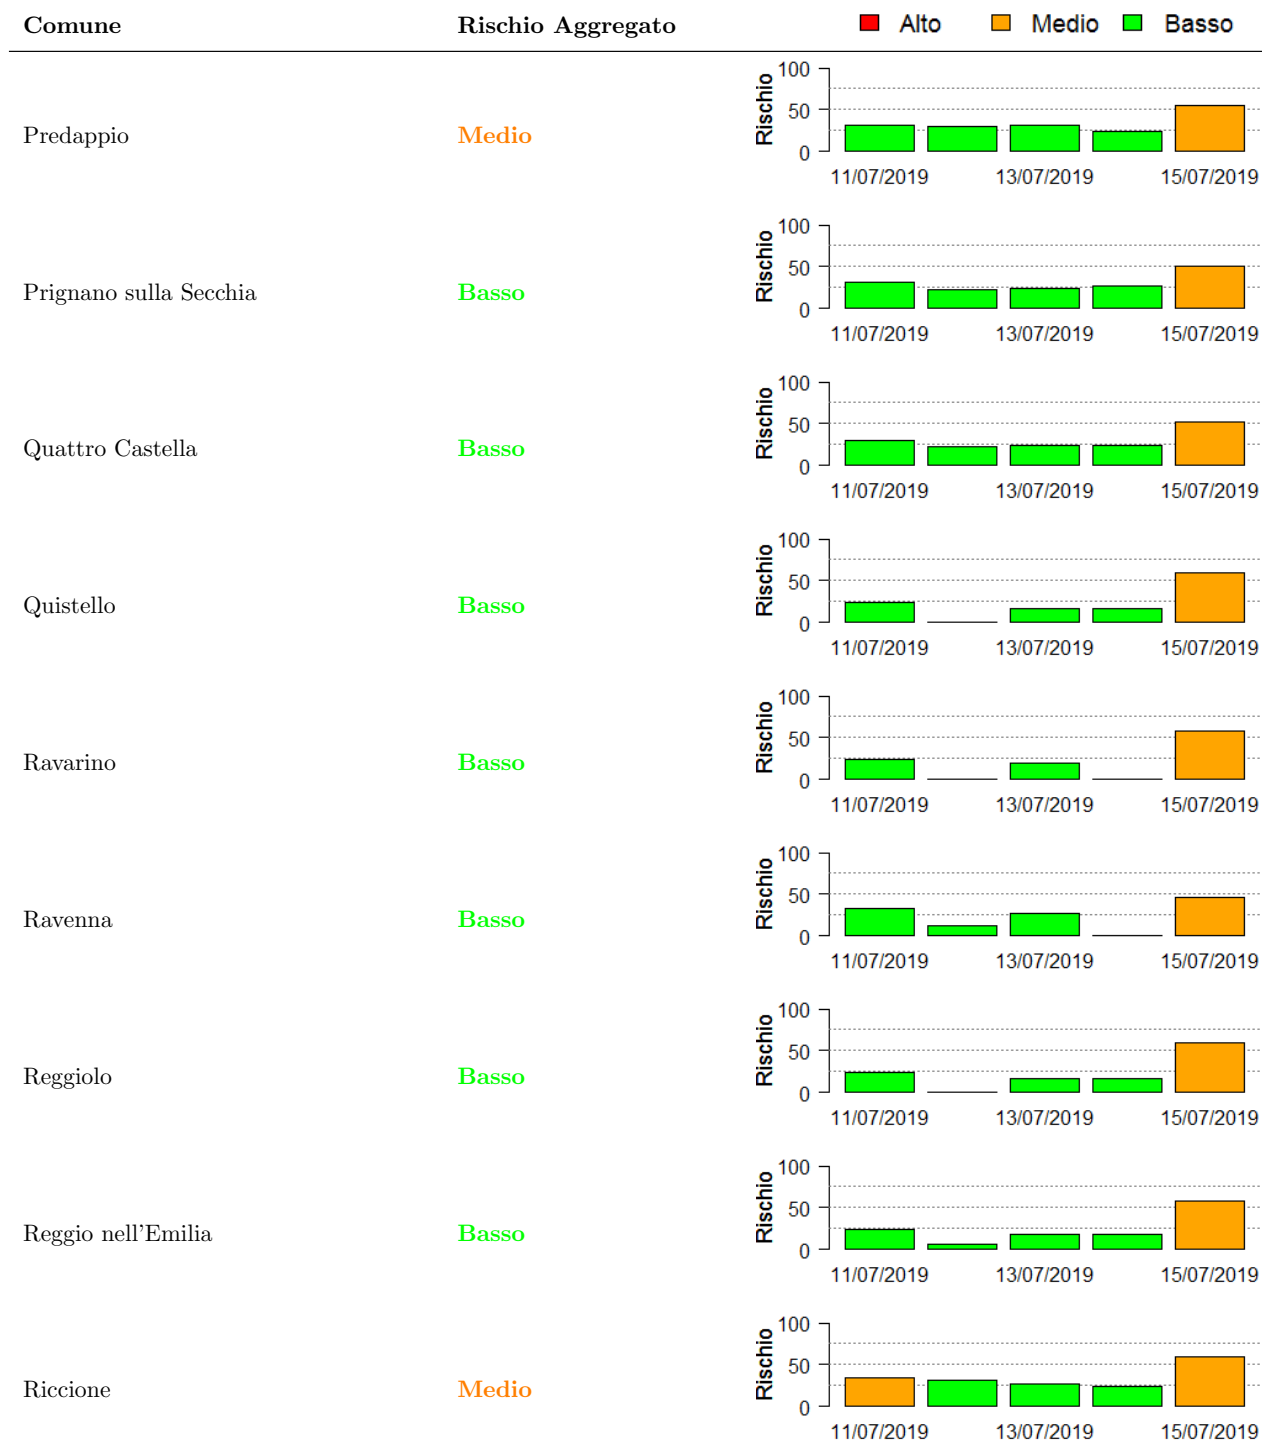 Comune Rischio Aggregato Alto Medio Basso
Predappio Medio Rischio 100 50 0
11/07/2019 13/07/2019 15/07/2019
Prignano sulla Secchia Basso Rischio 100 50 0
11/07/2019 13/07/2019 15/07/2019
Quattro Castella Basso Rischio 100 50 0
11/07/2019 13/07/2019 15/07/2019
Quistello Basso Rischio 100 50 0
11/07/2019 13/07/2019 15/07/2019
Ravarino Basso Rischio 100 50 0
11/07/2019 13/07/2019 15/07/2019
Ravenna Basso Rischio 100 50 0
11/07/2019 13/07/2019 15/07/2019
Reggiolo Basso Rischio 100 50 0
11/07/2019 13/07/2019 15/07/2019
Reggio nell'Emilia Basso Rischio 100 50 0
11/07/2019 13/07/2019 15/07/2019
Riccione Medio Rischio 100 50 0
11/07/2019 13/07/2019 15/07/2019